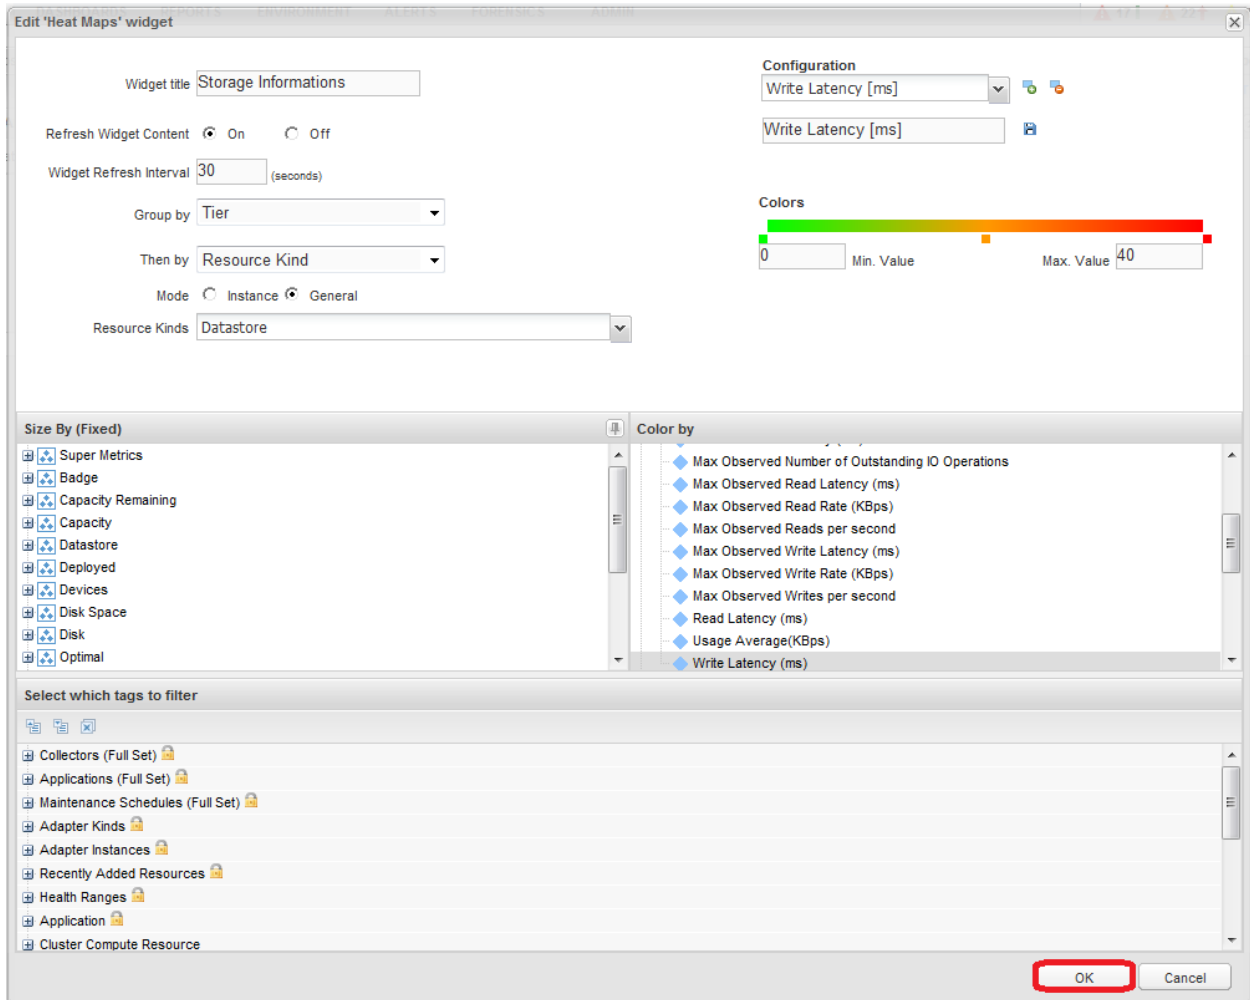 DASHBOARDS REPORTS ENVIRONMENT ALERTS FORENSICS ADMIN
Edit 'Heat Maps' widget
Widget title Storage Informations
Refresh Widget Content On Off
Widget Refresh Interval 30 (seconds)
Group by Tier
Then by Resource Kind
Mode Instance General
Resource Kinds Datastore
Configuration
Write Latency [ms]
Write Latency [ms]
Colors
0 Min. Value Max. Value 40
Size By (Fixed)
Super Metrics
Badge
Capacity Remaining
Capacity
Datastore
Deployed
Devices
Disk Space
Disk
Optimal
Color by
Max Observed Number of Outstanding IO Operations
Max Observed Read Latency (ms)
Max Observed Read Rate (KBps)
Max Observed Reads per second
Max Observed Write Latency (ms)
Max Observed Write Rate (KBps)
Max Observed Writes per second
Read Latency (ms)
Usage Average(KBps)
Write Latency (ms)
Select which tags to filter
Collectors (Full Set)
Applications (Full Set)
Maintenance Schedules (Full Set)
Adapter Kinds
Adapter Instances
Recently Added Resources
Health Ranges
Application
Cluster Compute Resource
OK Cancel